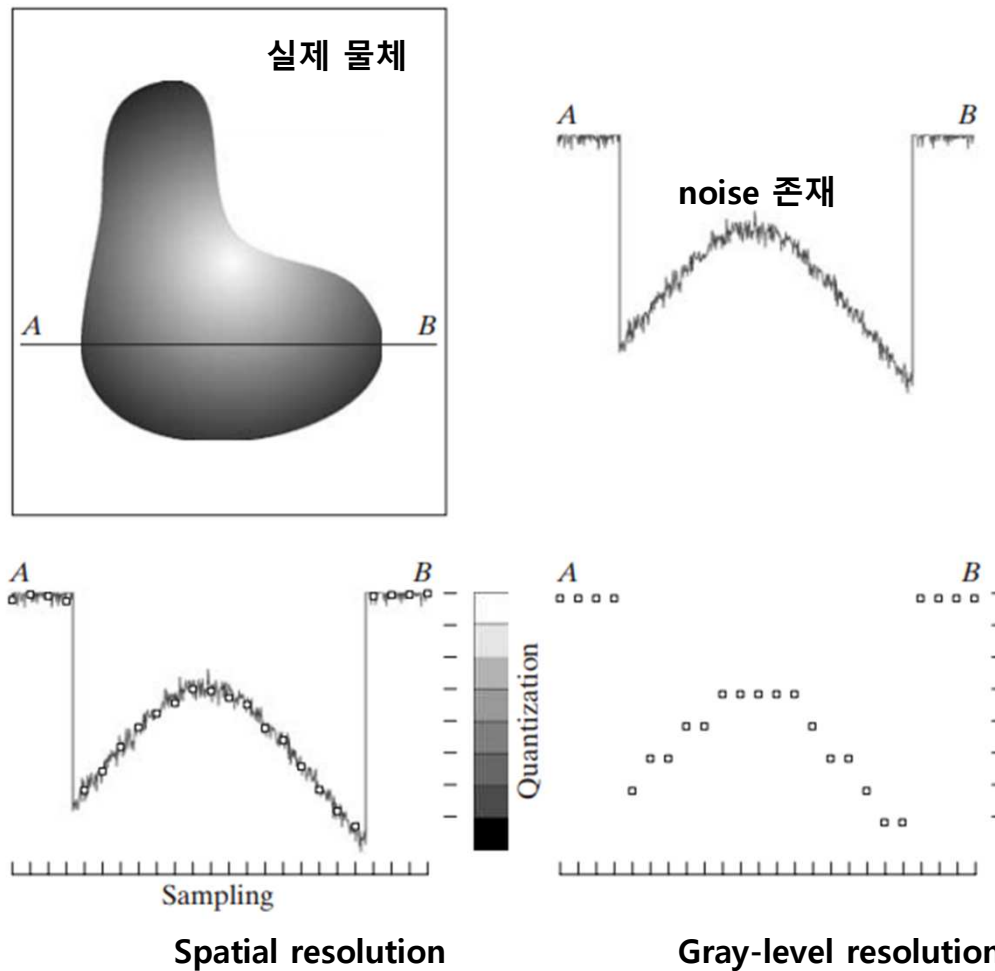 실제 물체
A B
noise 존재
A B
A B
Quantization
A B
Sampling
Spatial resolution
Gray-level resolution